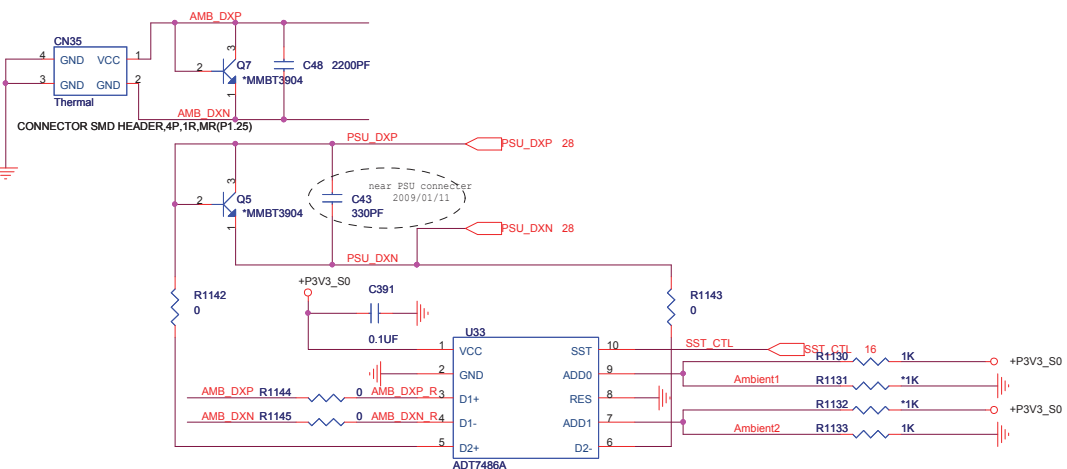 AMB_DXP
CN35
4 GND VCC 1
3 GND GND 2
Thermal
3
2 Q7
*MMBT3904
1
C48 2200PF
AMB_DXN
CONNECTOR SMD HEADER,4P,1R,MR(P1.25)
PSU_DXP
PSU_DXP 28
3
2 Q5
*MMBT3904
1
near PSU connecter
2009/01/11
C43
330PF
PSU_DXN 28
PSU_DXN
+P3V3_S0
C391
0.1UF
R1142
0
R1143
0
U33
1 VCC SST 10
2 GND ADD0 9
3 D1+ RES 8
4 D1- ADD1 7
5 D2+ D2- 6
ADT7486A
AMB_DXP R1144 0 AMB_DXP_R
AMB_DXN R1145 0 AMB_DXN_R
SST_CTL
SST_CTL 16
R1130 1K +P3V3_S0
Ambient1 R1131 *1K
R1132 *1K +P3V3_S0
Ambient2 R1133 1K